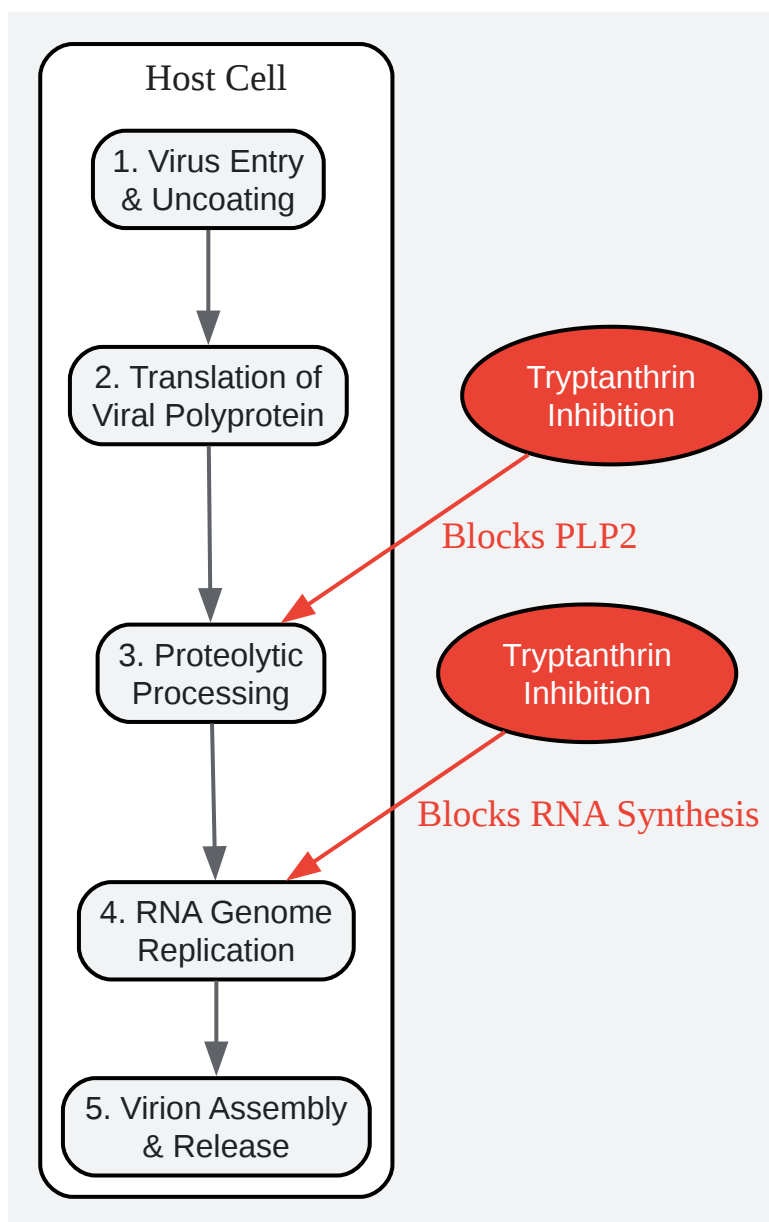 Host Cell
1. Virus Entry
& Uncoating
2. Translation of
Viral Polyprotein
Tryptanthrin
Inhibition
Blocks PLP2
3. Proteolytic
Processing
Tryptanthrin
Inhibition
Blocks RNA Synthesis
4. RNA Genome
Replication
5. Virion Assembly
& Release